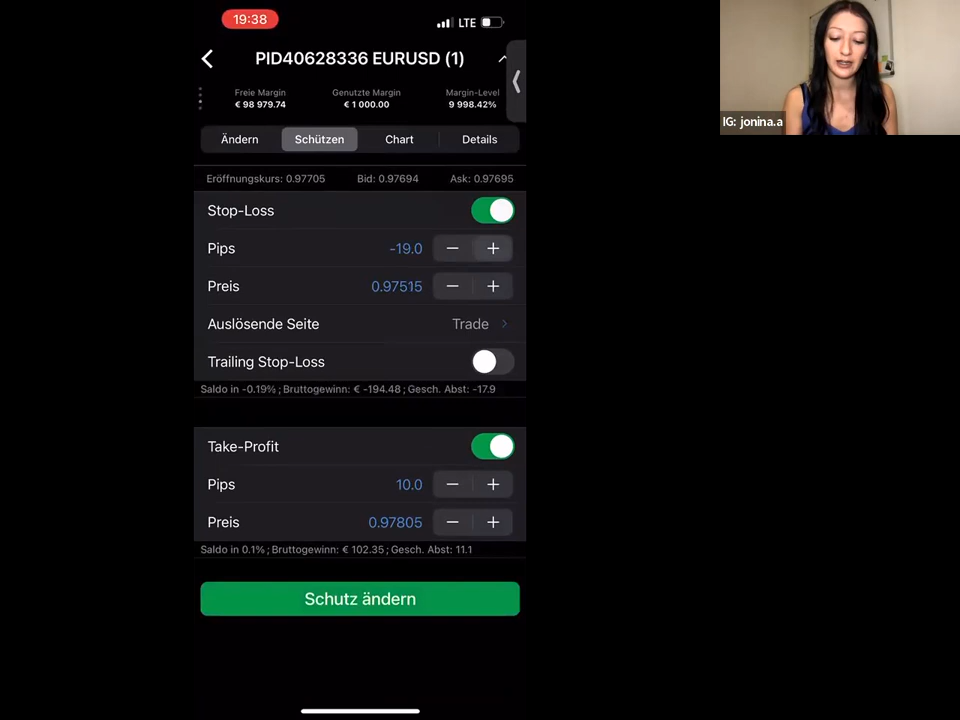 19:38
LTE
PID40628336 EURUSD (1)
Freie Margin Genutzte Margin Margin-Level
€ 98 979.74 € 1 000.00 9 998.42%
Ändern Schützen Chart Details
Eröffnungskurs: 0.97705 Bid: 0.97694 Ask: 0.97695
Stop-Loss
Pips -19.0 − +
Preis 0.97515 − +
Auslösende Seite Trade >
Trailing Stop-Loss
Saldo in -0.19% ; Bruttogewinn: € -194.48 ; Gesch. Abst: -17.9
Take-Profit
Pips 10.0 − +
Preis 0.97805 − +
Saldo in 0.1% ; Bruttogewinn: € 102.35 ; Gesch. Abst: 11.1
Schutz ändern
IG: jonina.a